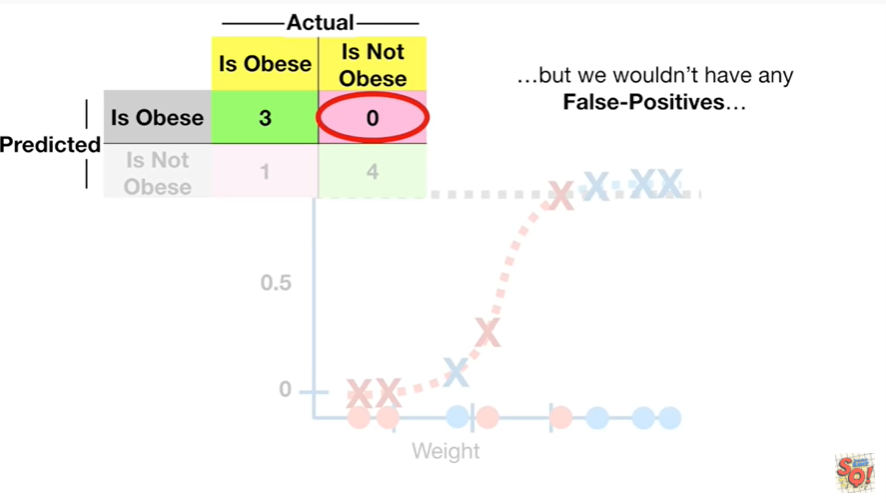 Actual
Is Obese
Is Not
Obese
…but we wouldn't have any
False-Positives…
Predicted
Is Obese
3
0
Is Not
Obese
1
4
0.5
0
X X X X X X X X
Weight
SQ!